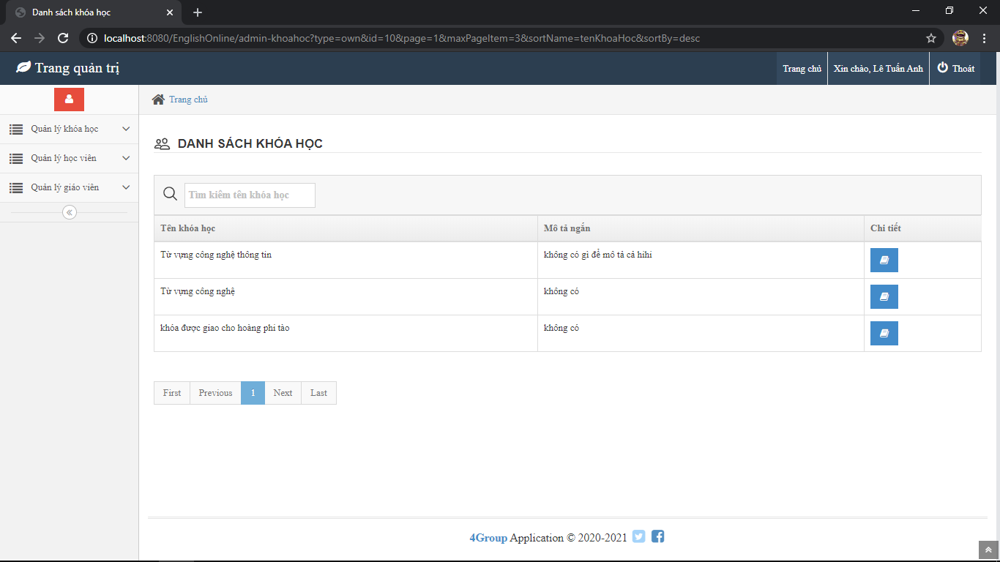 Danh sách khóa học
localhost:8080/EnglishOnline/admin-khoahoc?type=own&id=10&page=1&maxPageItem=3&sortName=tenKhoaHoc&sortBy=desc
Trang quản trị
Trang chủ
Xin chào, Lê Tuấn Anh
Thoát
Trang chủ
Quản lý khóa học
Quản lý học viên
Quản lý giáo viên
DANH SÁCH KHÓA HỌC
Tìm kiếm tên khóa học
Tên khóa học Mô tả ngắn Chi tiết
Từ vựng công nghệ thông tin không có gì để mô tả cả hihi
Từ vựng công nghệ không có
khóa được giao cho hoàng phi tào không có
First Previous 1 Next Last
4Group Application © 2020-2021